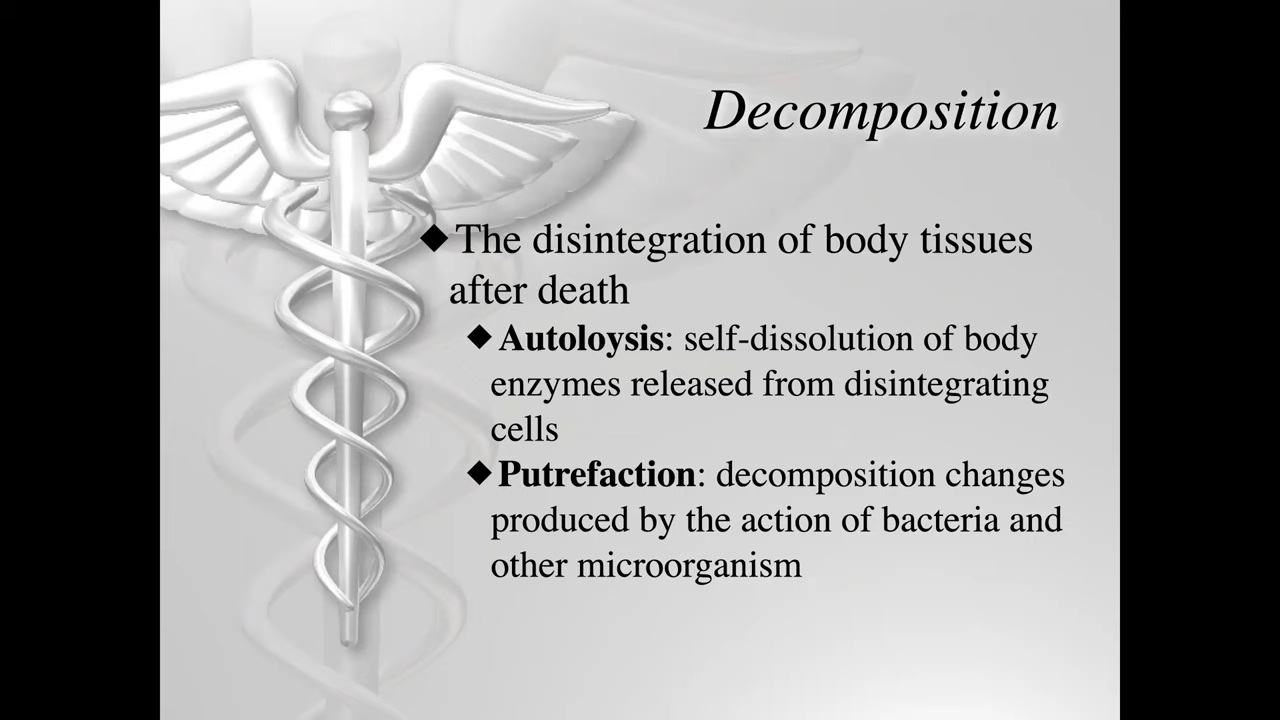 Decomposition
◆The disintegration of body tissues
after death
◆Autoloysis: self-dissolution of body
enzymes released from disintegrating
cells
◆Putrefaction: decomposition changes
produced by the action of bacteria and
other microorganism